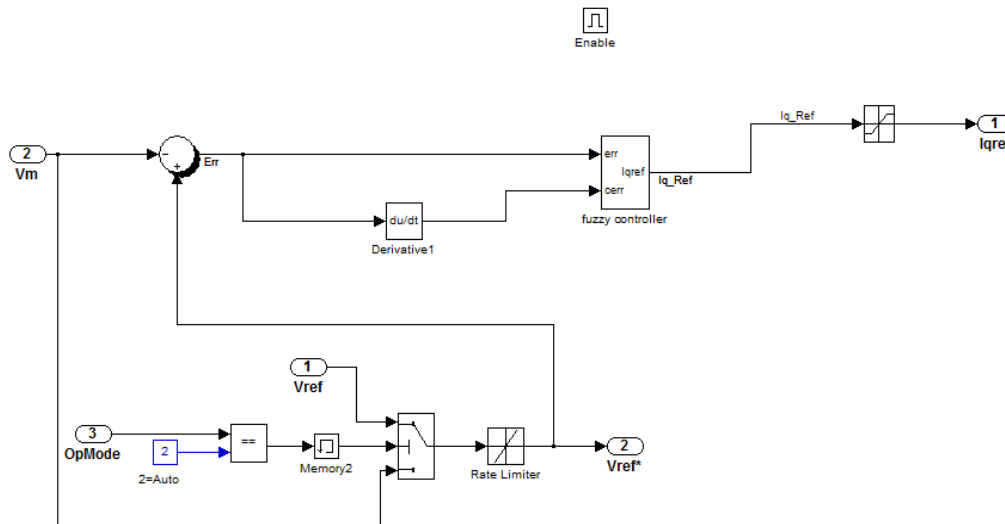 Enable
Iq_Ref
1
Iqre
2
Vm
−
+
Err
err
Iqref
cerr
Iq_Ref
fuzzy controller
du/dt
Derivative1
1
Vref
3
OpMode
2
2=Auto
==
Memory2
Rate Limiter
2
Vref*